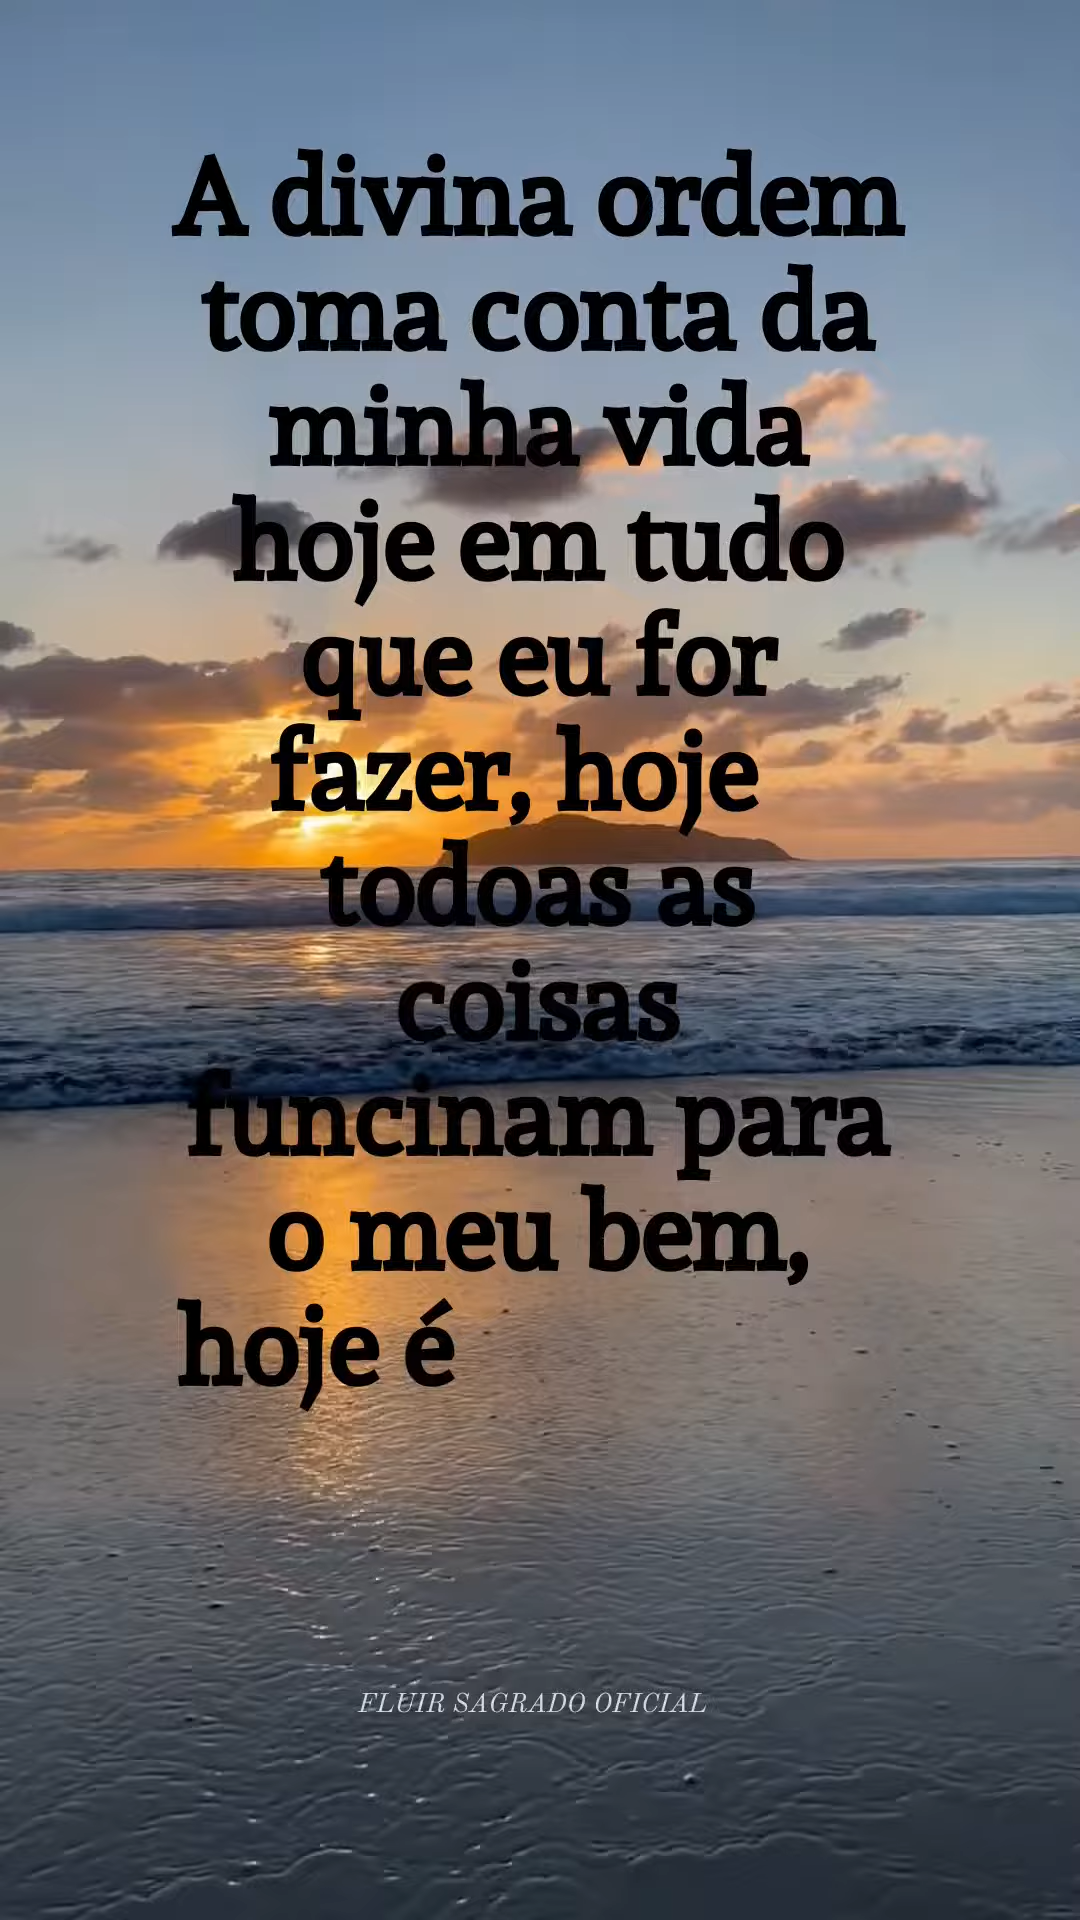 A divina ordem
toma conta da
minha vida
hoje em tudo
que eu for
fazer, hoje
todoas as
coisas
funcinam para
o meu bem,
hoje é
FLUIR SAGRADO OFICIAL